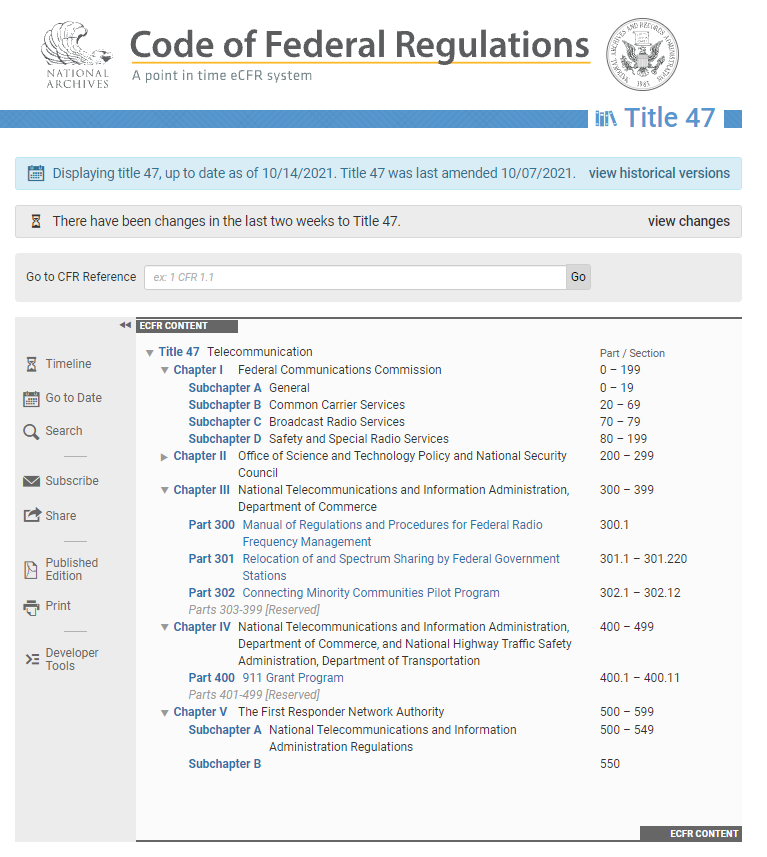 NATIONAL
ARCHIVES
Code of Federal Regulations
A point in time eCFR system
NATIONAL ARCHIVES AND RECORDS ADMINISTRATION
1985
Title 47
Displaying title 47, up to date as of 10/14/2021. Title 47 was last amended 10/07/2021. view historical versions
There have been changes in the last two weeks to Title 47. view changes
Go to CFR Reference ex: 1 CFR 1.1 Go
Timeline
Go to Date
Search
Subscribe
Share
Published
Edition
Print
Developer
Tools
ECFR CONTENT
Title 47 Telecommunication Part / Section
Chapter I Federal Communications Commission 0 – 199
Subchapter A General 0 – 19
Subchapter B Common Carrier Services 20 – 69
Subchapter C Broadcast Radio Services 70 – 79
Subchapter D Safety and Special Radio Services 80 – 199
Chapter II Office of Science and Technology Policy and National Security 200 – 299
Council
Chapter III National Telecommunications and Information Administration, 300 – 399
Department of Commerce
Part 300 Manual of Regulations and Procedures for Federal Radio 300.1
Frequency Management
Part 301 Relocation of and Spectrum Sharing by Federal Government 301.1 – 301.220
Stations
Part 302 Connecting Minority Communities Pilot Program 302.1 – 302.12
Parts 303-399 [Reserved]
Chapter IV National Telecommunications and Information Administration, 400 – 499
Department of Commerce, and National Highway Traffic Safety
Administration, Department of Transportation
Part 400 911 Grant Program 400.1 – 400.11
Parts 401-499 [Reserved]
Chapter V The First Responder Network Authority 500 – 599
Subchapter A National Telecommunications and Information 500 – 549
Administration Regulations
Subchapter B 550
ECFR CONTENT